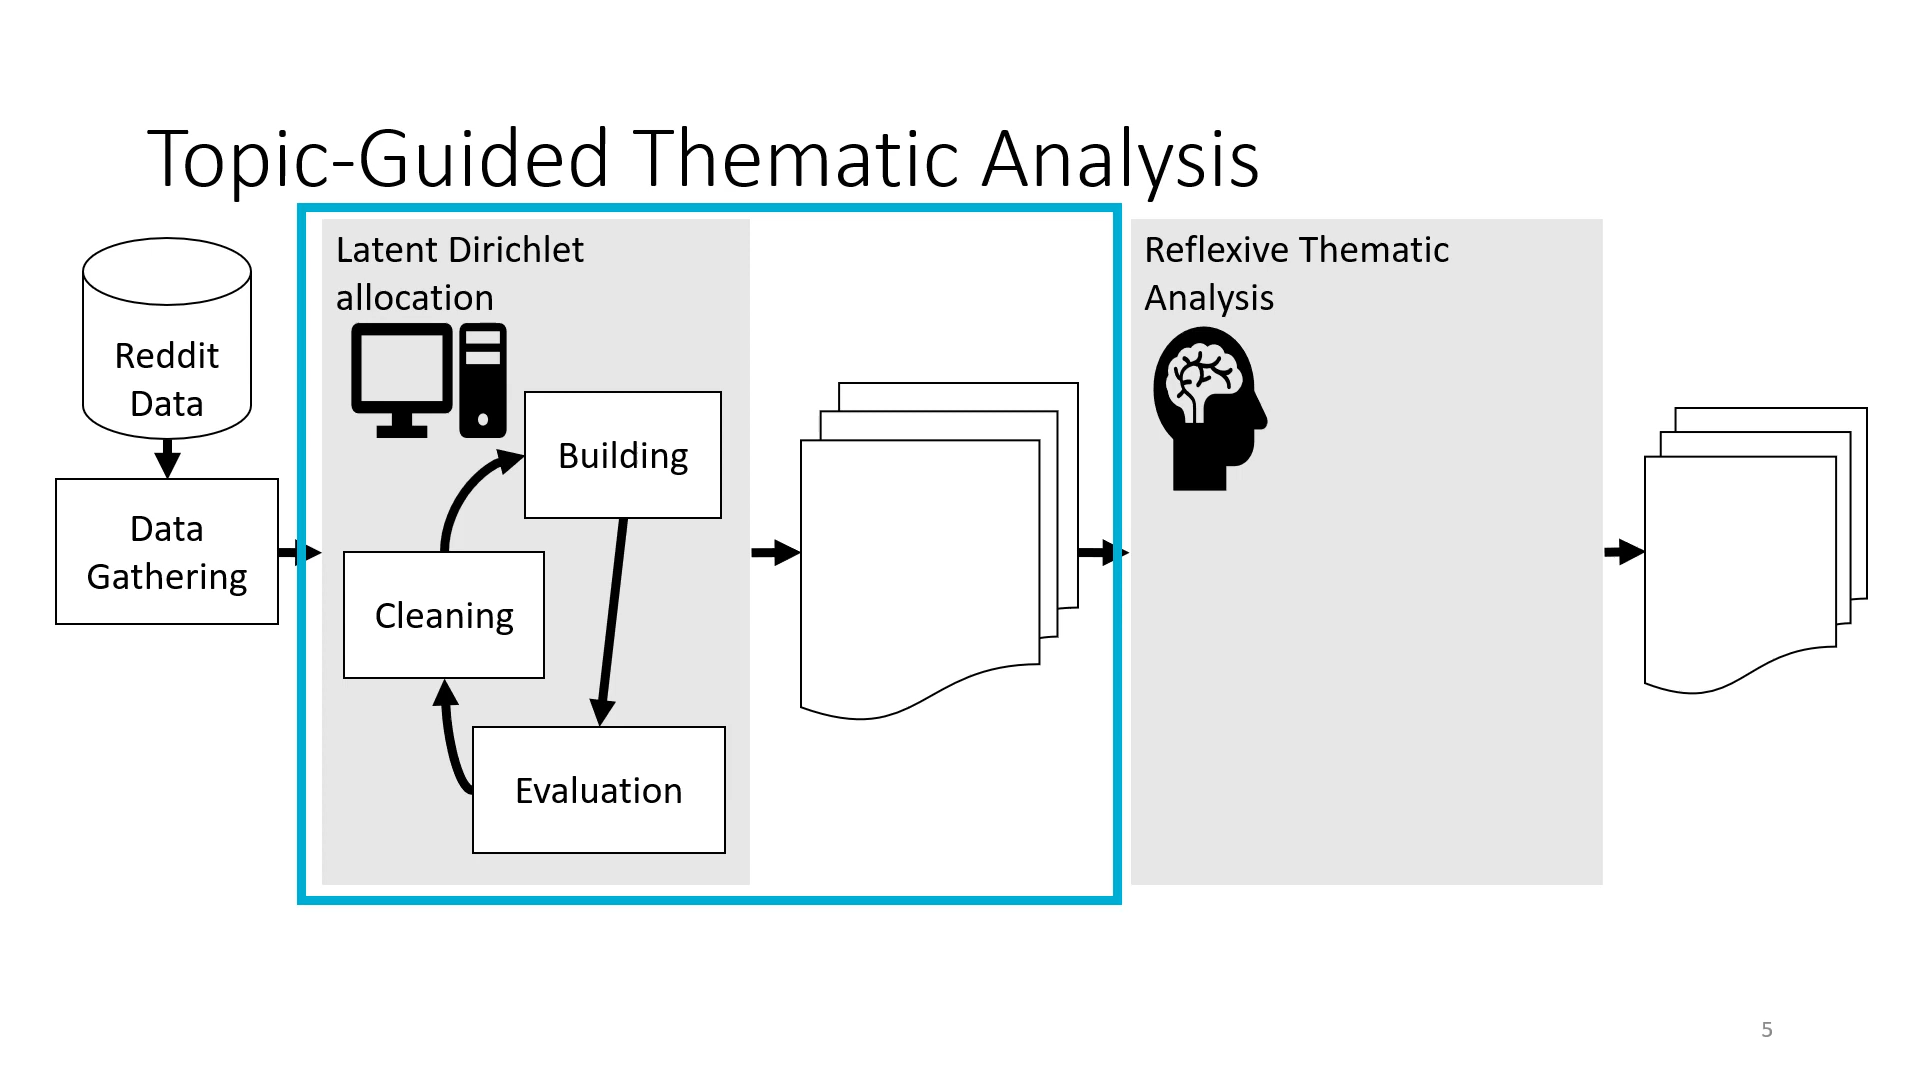 Topic-Guided Thematic Analysis
Reddit
Data
Data
Gathering
Latent Dirichlet
allocation
Building
Cleaning
Evaluation
Reflexive Thematic
Analysis
5